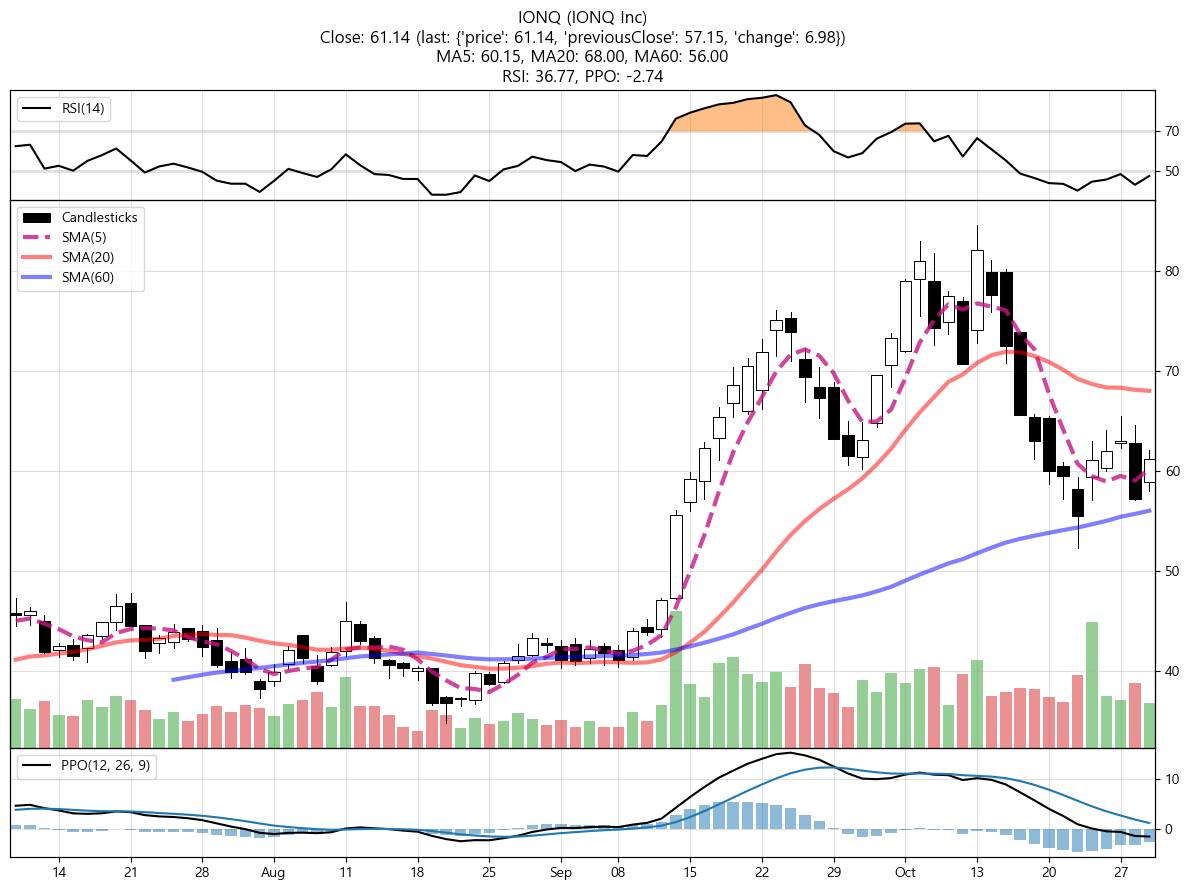 IONQ (IONQ Inc)
Close: 61.14 (last: {'price': 61.14, 'previousClose': 57.15, 'change': 6.98})
MA5: 60.15, MA20: 68.00, MA60: 56.00
RSI: 36.77, PPO: -2.74
RSI(14)
70
50
Candlesticks
SMA(5)
SMA(20)
SMA(60)
80
70
60
50
40
PPO(12, 26, 9)
10
0
14 21 28 Aug 11 18 25 Sep 08 15 22 29 Oct 13 20 27